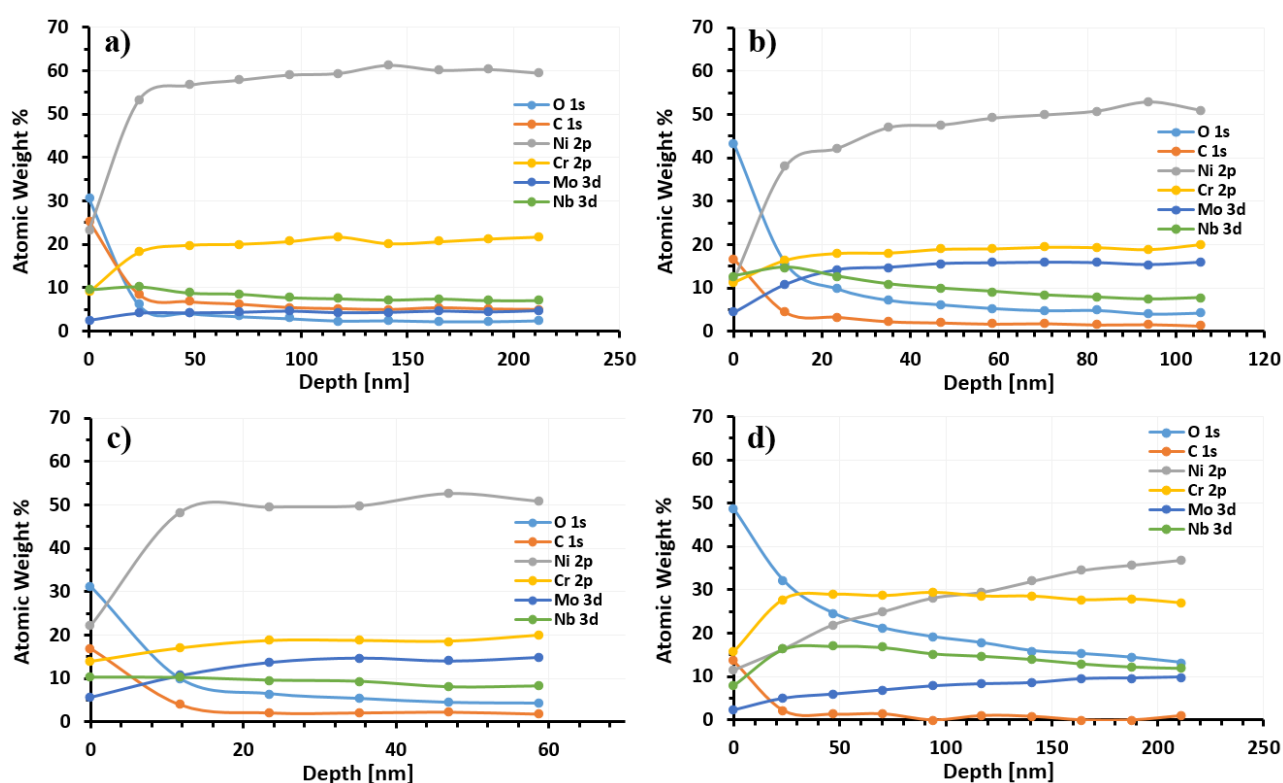 a)
Atomic Weight %
70
60
50
40
30
20
10
0
O 1s
C 1s
Ni 2p
Cr 2p
Mo 3d
Nb 3d
0 50 100 150 200 250
Depth [nm]
b)
Atomic Weight %
70
60
50
40
30
20
10
0
O 1s
C 1s
Ni 2p
Cr 2p
Mo 3d
Nb 3d
0 20 40 60 80 100 120
Depth [nm]
c)
Atomic Weight %
70
60
50
40
30
20
10
0
O 1s
C 1s
Ni 2p
Cr 2p
Mo 3d
Nb 3d
0 20 40 60
Depth [nm]
d)
Atomic Weight %
70
60
50
40
30
20
10
0
O 1s
C 1s
Ni 2p
Cr 2p
Mo 3d
Nb 3d
0 50 100 150 200 250
Depth [nm]